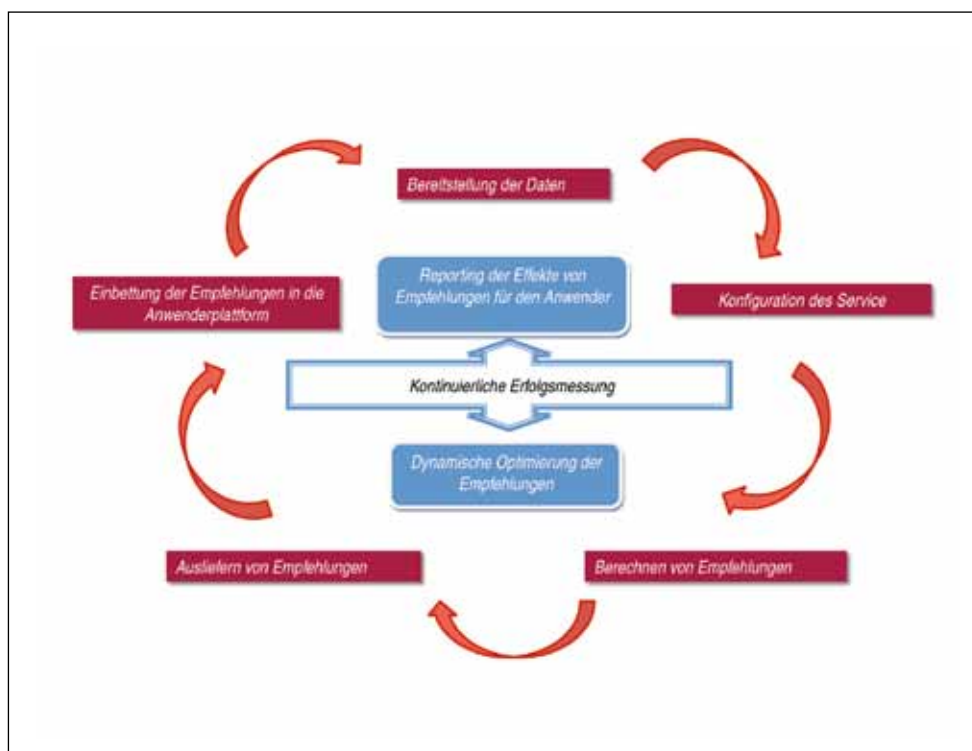 Bereitstellung der Daten
Reporting der Effekte von
Empfehlungen für den Anwender
Einbettung der Empfehlungen in die
Anwenderplattform
Konfiguration des Service
Kontinuierliche Erfolgsmessung
Dynamische Optimierung der
Empfehlungen
Ausliefern von Empfehlungen
Berechnen von Empfehlungen